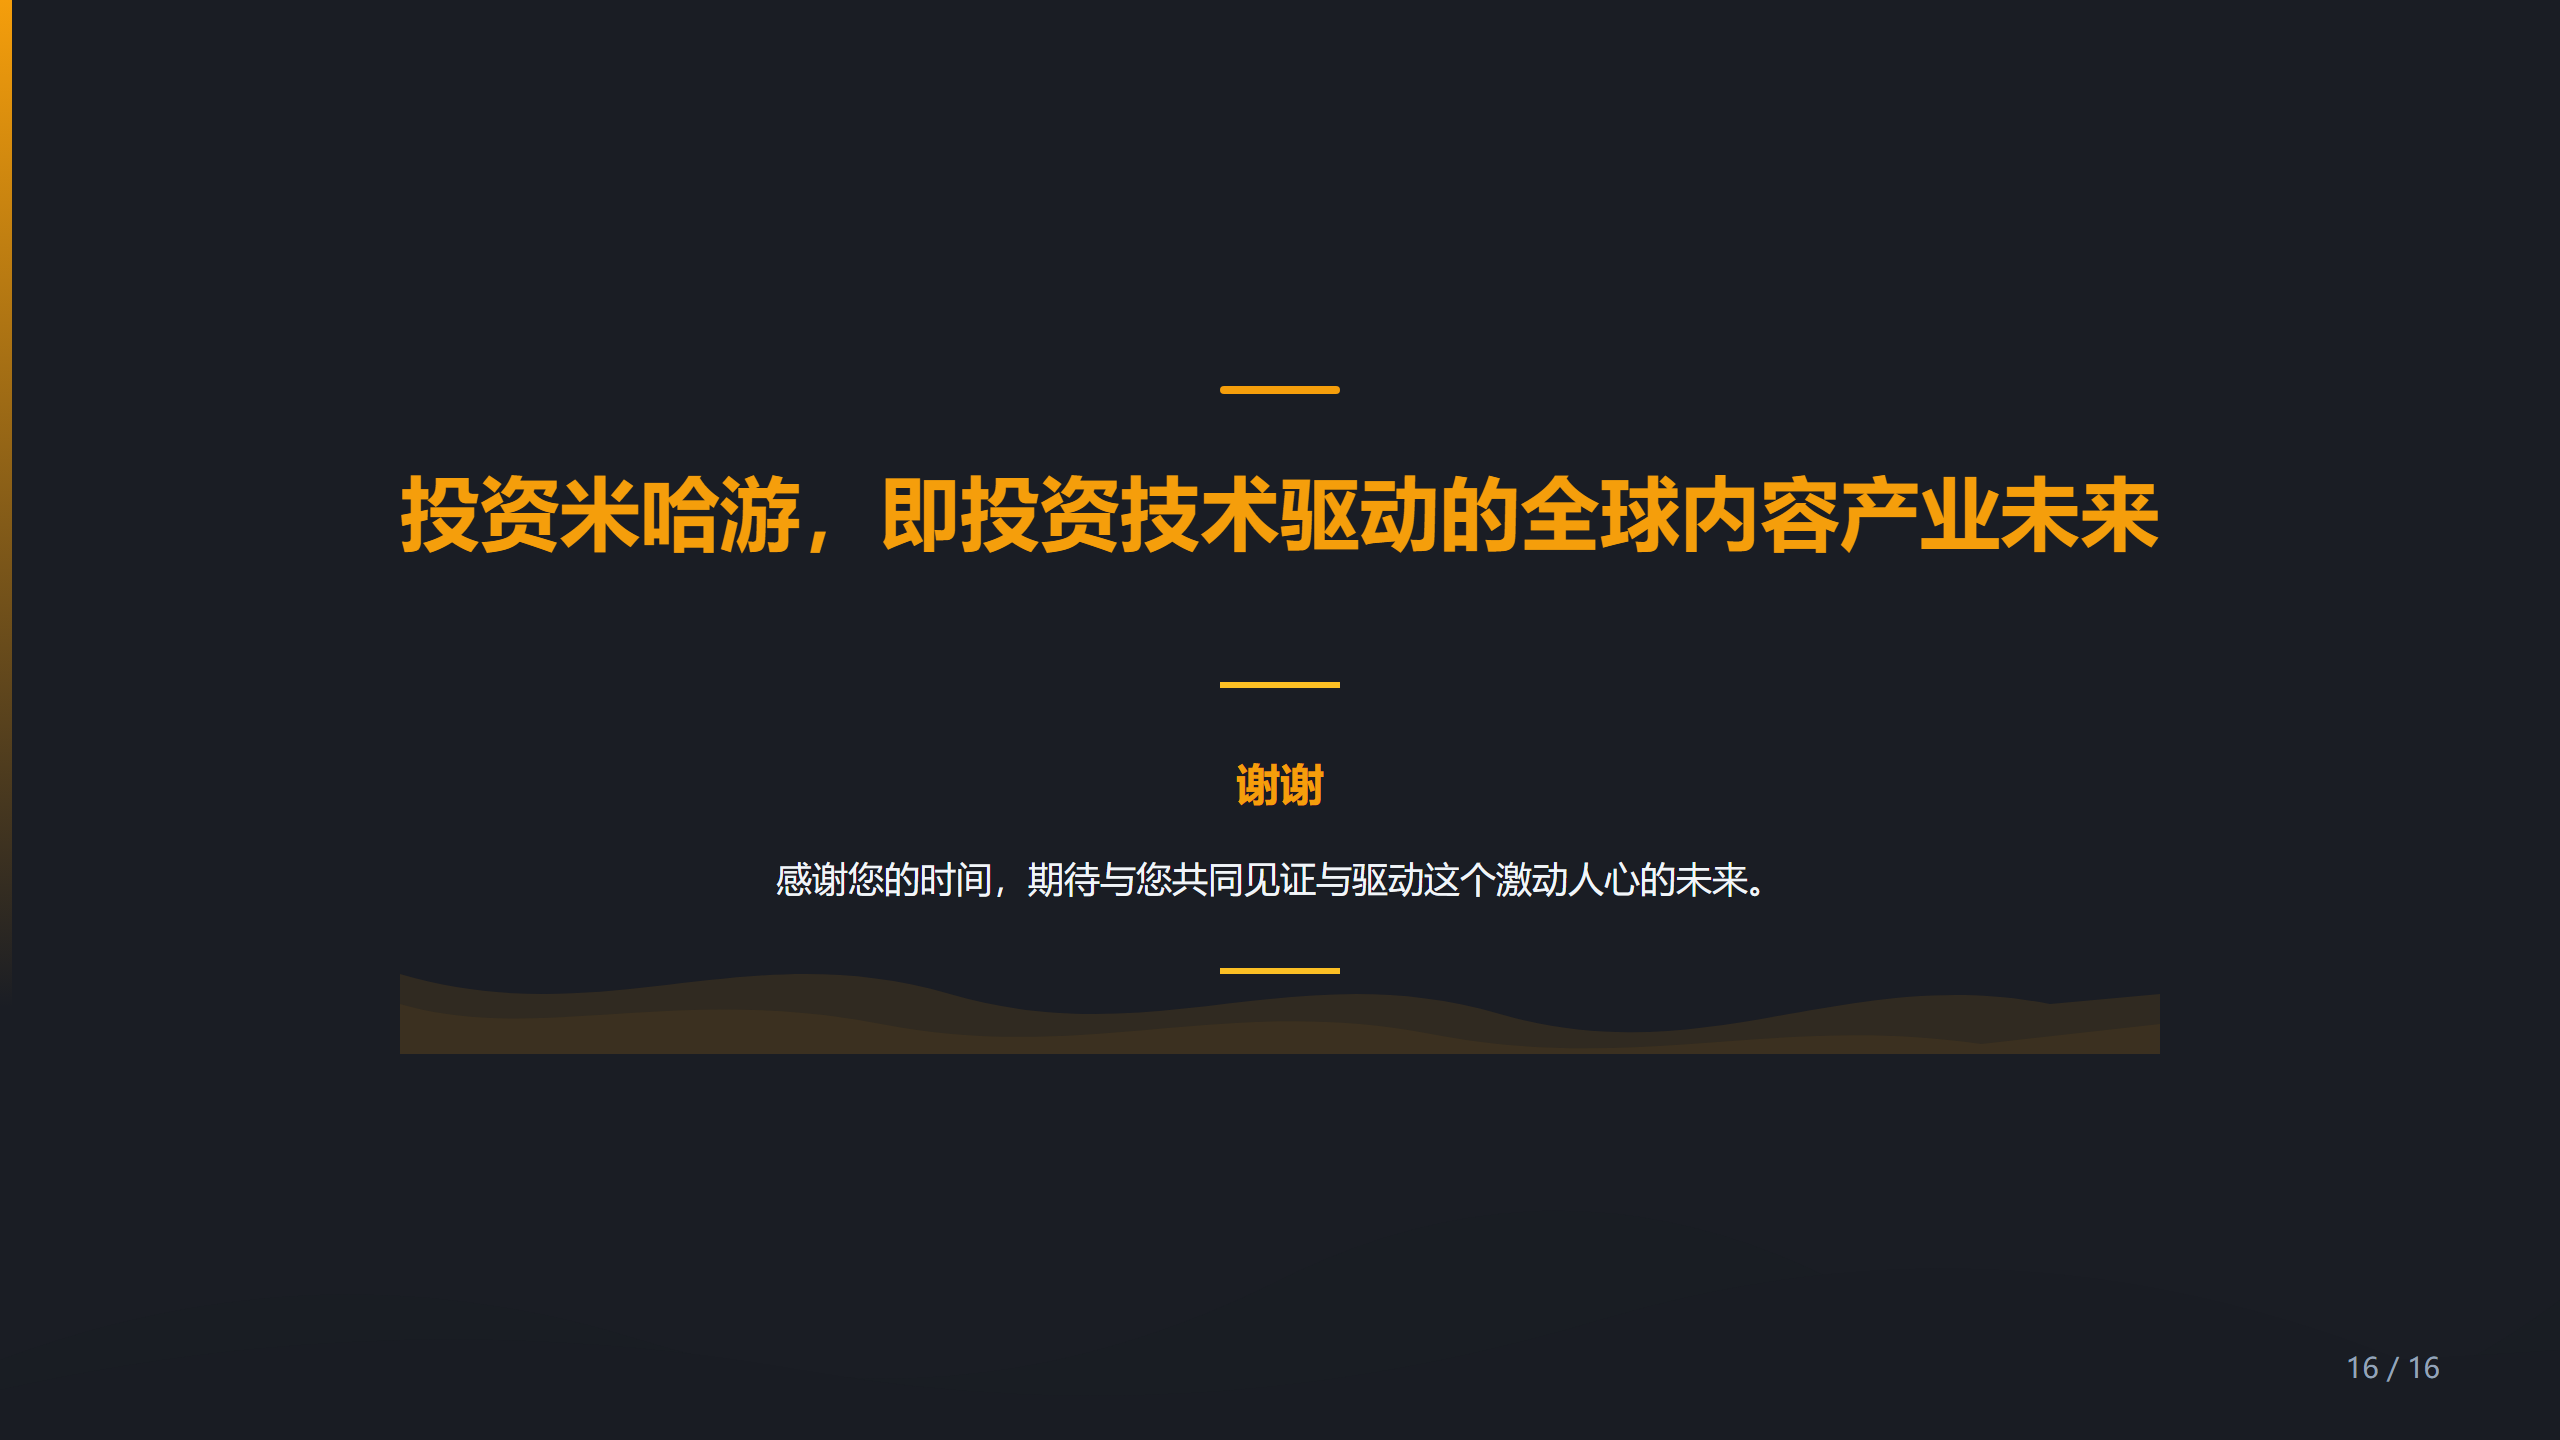 投资米哈游，即投资技术驱动的全球内容产业未来
谢谢
感谢您的时间，期待与您共同见证与驱动这个激动人心的未来。
16 / 16